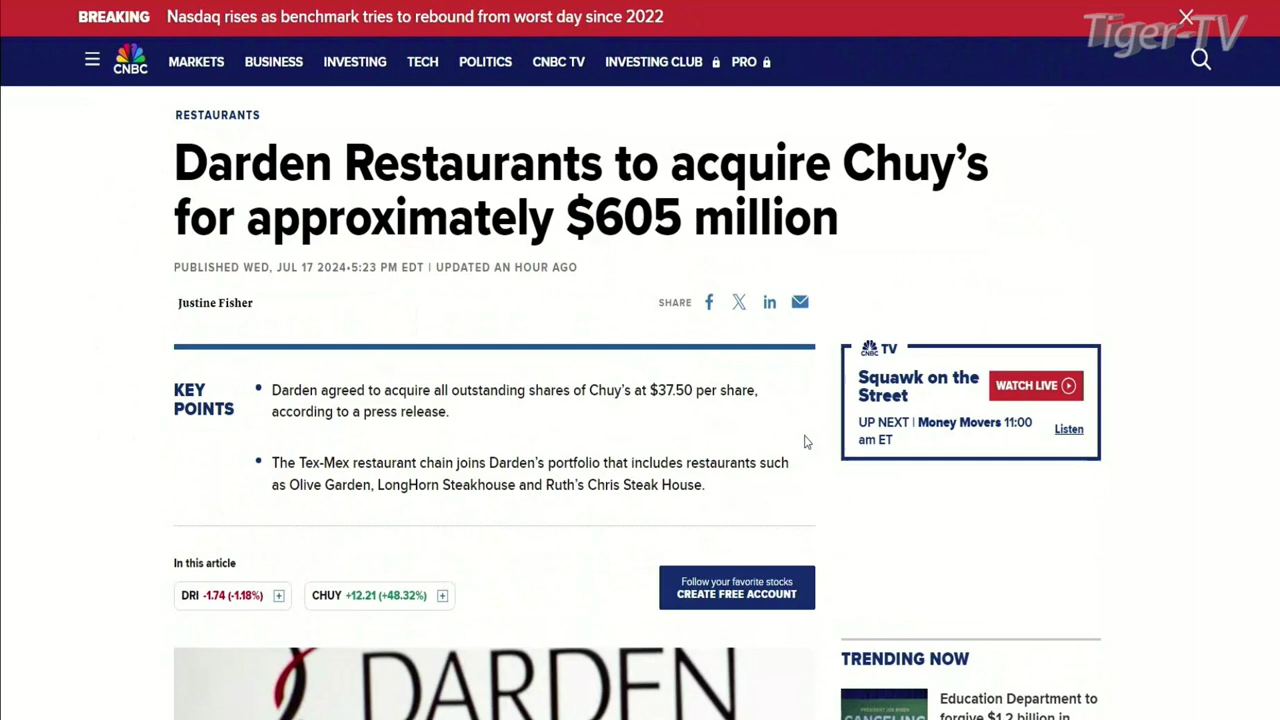 BREAKING Nasdaq rises as benchmark tries to rebound from worst day since 2022
Tiger-TV
CNBC MARKETS BUSINESS INVESTING TECH POLITICS CNBC TV INVESTING CLUB PRO
RESTAURANTS
Darden Restaurants to acquire Chuy's
for approximately $605 million
PUBLISHED WED, JUL 17 2024•5:23 PM EDT | UPDATED AN HOUR AGO
Justine Fisher
SHARE
KEY
POINTS
• Darden agreed to acquire all outstanding shares of Chuy's at $37.50 per share,
according to a press release.
• The Tex-Mex restaurant chain joins Darden's portfolio that includes restaurants such
as Olive Garden, LongHorn Steakhouse and Ruth's Chris Steak House.
CNBC TV
Squawk on the
Street
WATCH LIVE
UP NEXT | Money Movers 11:00
am ET
Listen
In this article
DRI -1.74 (-1.18%)
CHUY +12.21 (+48.32%)
Follow your favorite stocks
CREATE FREE ACCOUNT
DARDEN
TRENDING NOW
PRESIDENT JOE BIDEN
CANCELING
Education Department to
forgive $1.2 billion in